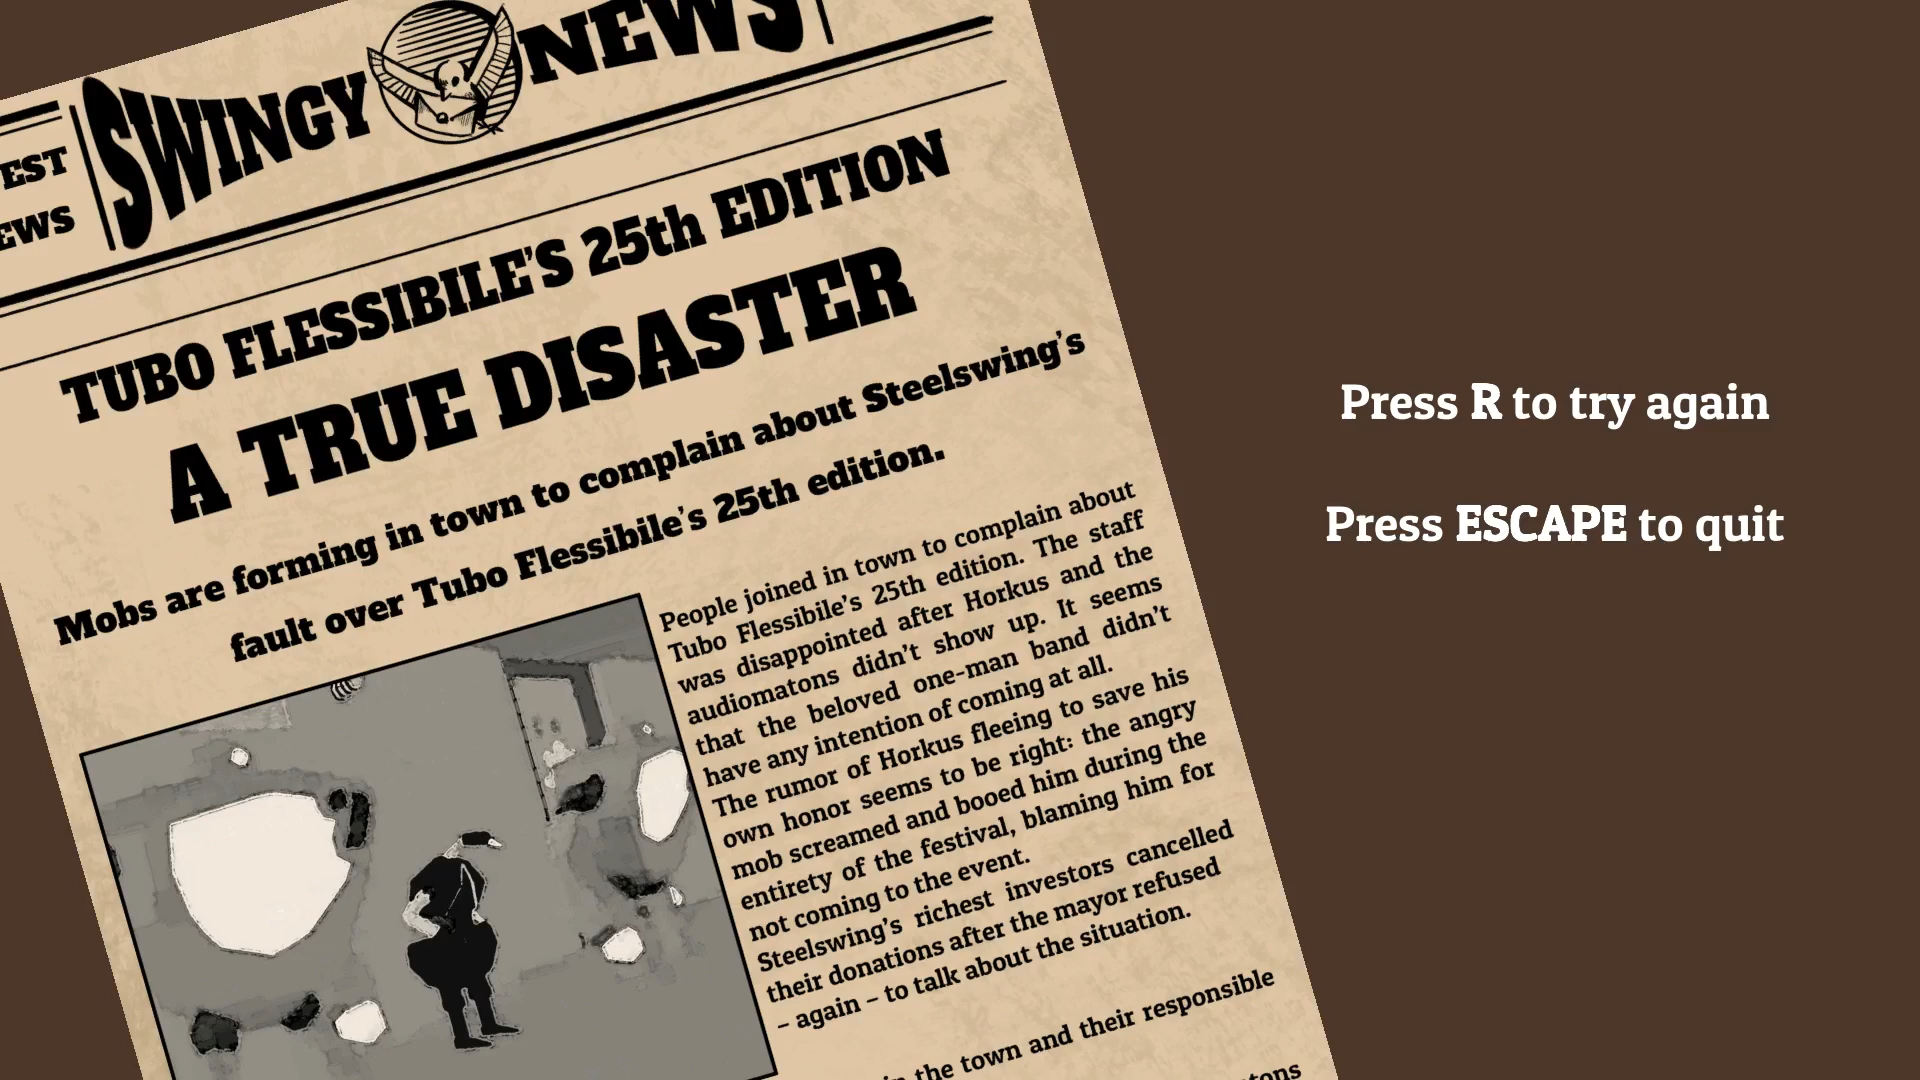 SWINGY NEWS
EST
EWS
TUBO FLESSIBILE'S 25th EDITION
A TRUE DISASTER
Mobs are forming in town to complain about Steelswing's
fault over Tubo Flessibile's 25th edition.
People joined in town to complain about
Tubo Flessibile's 25th edition. The staff
was disappointed after Horkus and the
audiomatons didn't show up. It seems
that the beloved one-man band didn't
have any intention of coming at all.
The rumor of Horkus fleeing to save his
own honor seems to be right: the angry
mob screamed and booed him during the
entirety of the festival, blaming him for
not coming to the event.
Steelswing's richest investors cancelled
their donations after the mayor refused
– again – to talk about the situation.
the town and their responsible
Press R to try again
Press ESCAPE to quit